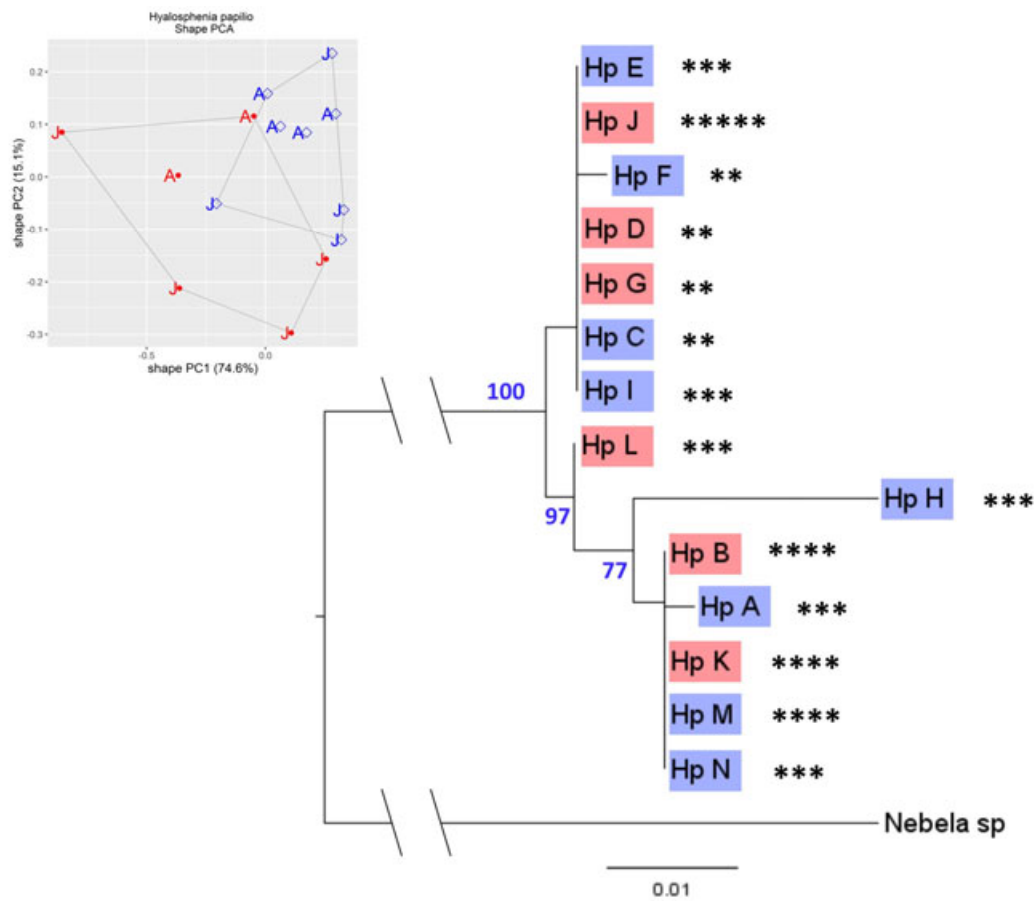 Hyalosphenia papilio
Shape PCA
shape PC2 (15.1%)
0.2
0.1
0.0
-0.1
-0.2
-0.3
J
A
A
J
A
A
A
J
A
J
J
J
J
J
-0.5
0.0
shape PC1 (74.6%)
Hp E ***
Hp J *****
Hp F **
Hp D **
Hp G **
Hp C **
Hp I ***
100
Hp L ***
Hp H ***
97
Hp B ****
77
Hp A ***
Hp K ****
Hp M ****
Hp N ***
Nebela sp
0.01